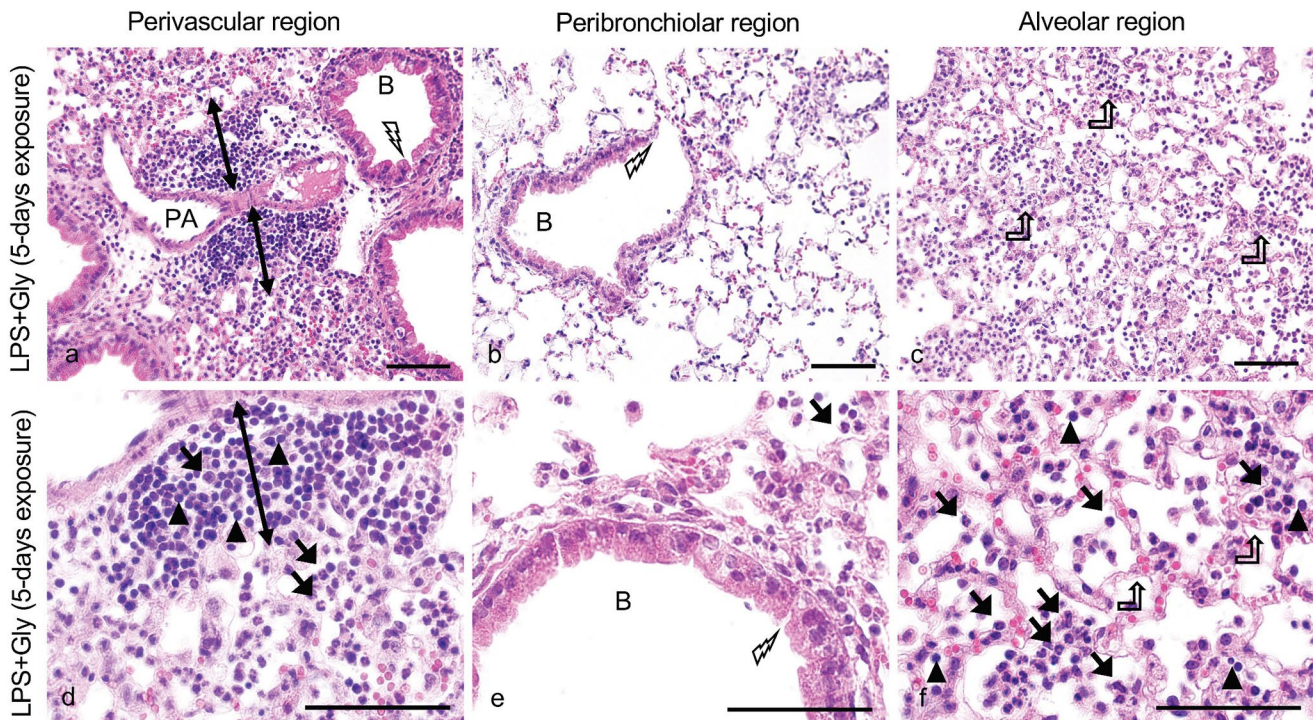 Perivascular region
Peribronchiolar region
Alveolar region
LPS+Gly (5-days exposure)
B
PA
a
B
b
c
LPS+Gly (5-days exposure)
d
B
e
f